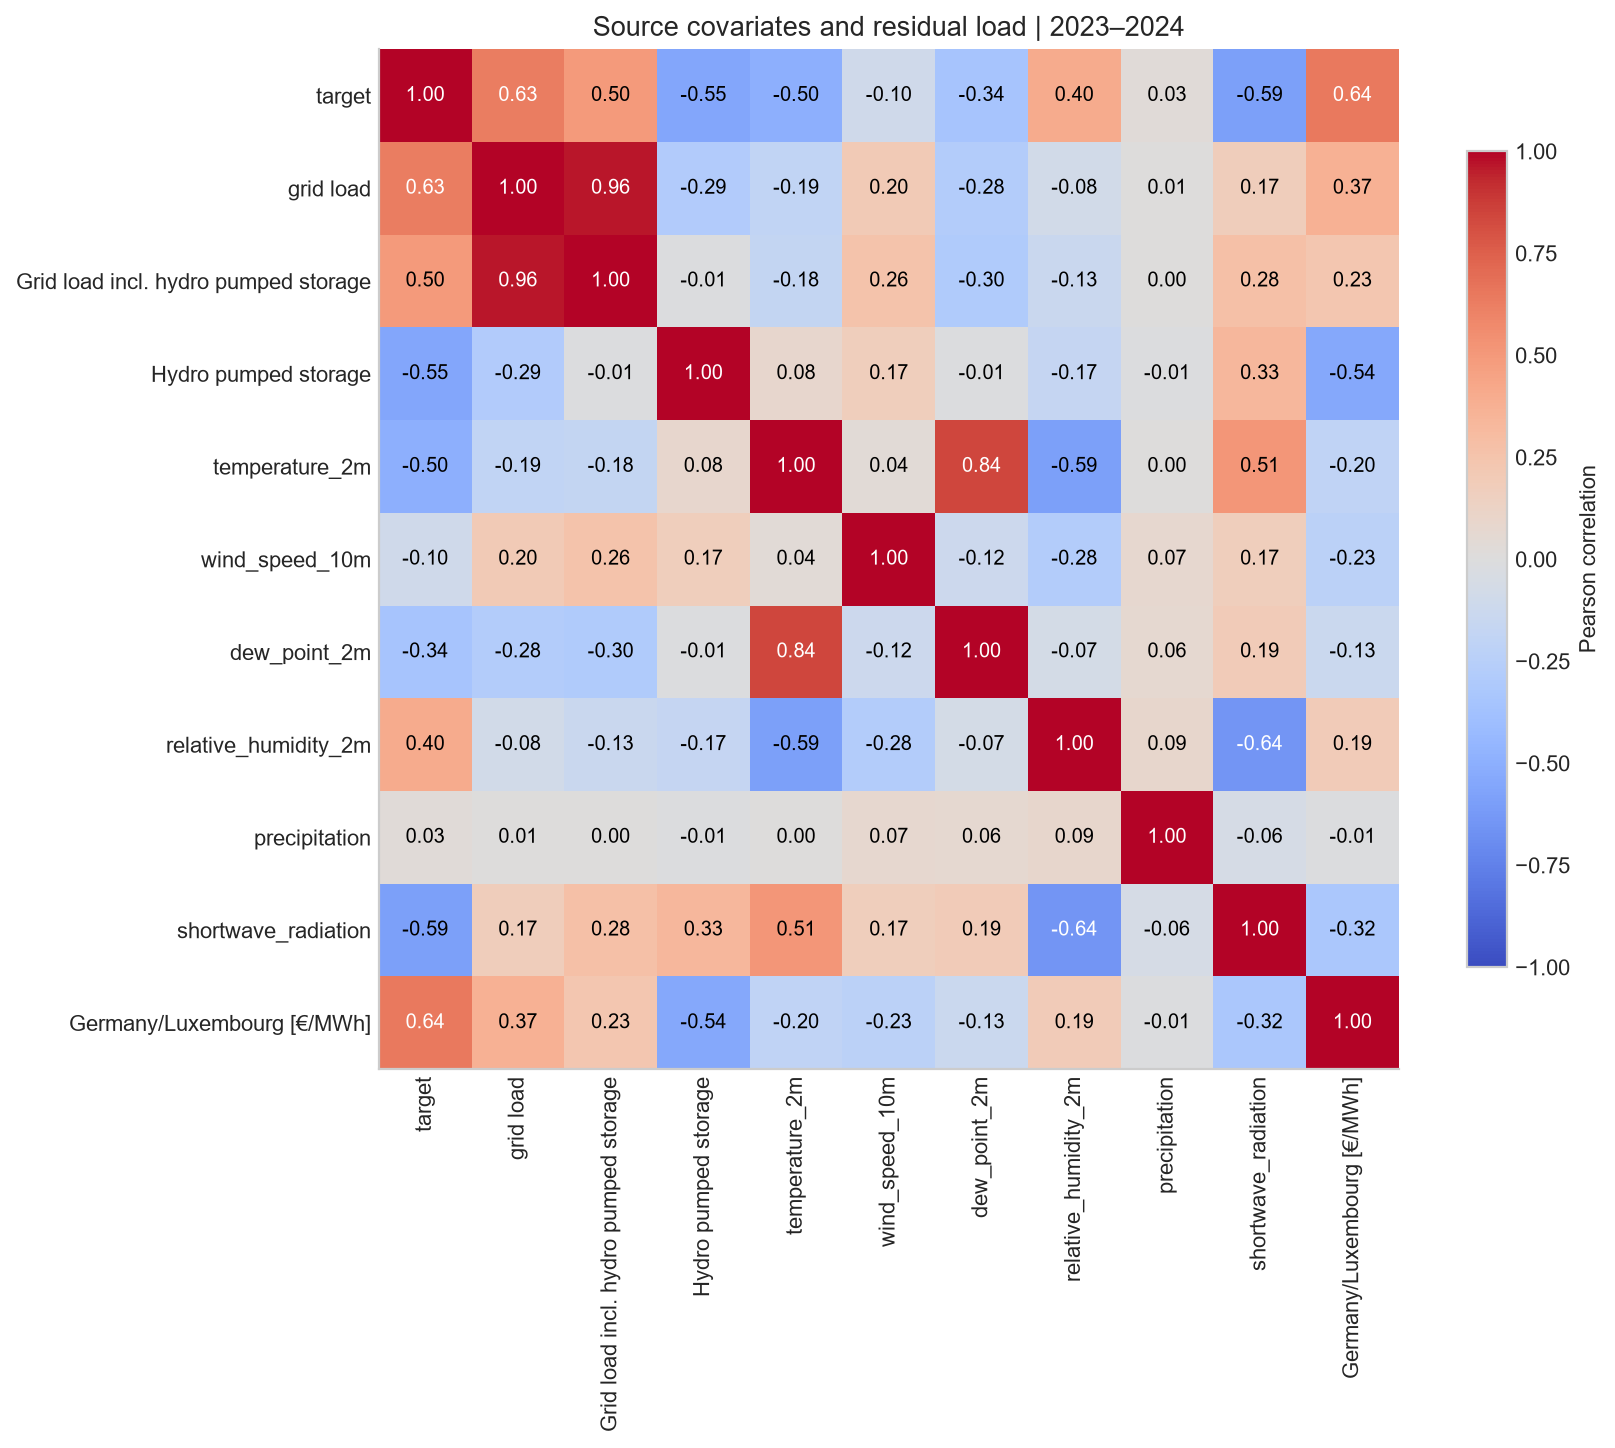 Source covariates and residual load | 2023–2024
target 1.00 0.63 0.50 -0.55 -0.50 -0.10 -0.34 0.40 0.03 -0.59 0.64
grid load 0.63 1.00 0.96 -0.29 -0.19 0.20 -0.28 -0.08 0.01 0.17 0.37
Grid load incl. hydro pumped storage 0.50 0.96 1.00 -0.01 -0.18 0.26 -0.30 -0.13 0.00 0.28 0.23
Hydro pumped storage -0.55 -0.29 -0.01 1.00 0.08 0.17 -0.01 -0.17 -0.01 0.33 -0.54
temperature_2m -0.50 -0.19 -0.18 0.08 1.00 0.04 0.84 -0.59 0.00 0.51 -0.20
wind_speed_10m -0.10 0.20 0.26 0.17 0.04 1.00 -0.12 -0.28 0.07 0.17 -0.23
dew_point_2m -0.34 -0.28 -0.30 -0.01 0.84 -0.12 1.00 -0.07 0.06 0.19 -0.13
relative_humidity_2m 0.40 -0.08 -0.13 -0.17 -0.59 -0.28 -0.07 1.00 0.09 -0.64 0.19
precipitation 0.03 0.01 0.00 -0.01 0.00 0.07 0.06 0.09 1.00 -0.06 -0.01
shortwave_radiation -0.59 0.17 0.28 0.33 0.51 0.17 0.19 -0.64 -0.06 1.00 -0.32
Germany/Luxembourg [€/MWh] 0.64 0.37 0.23 -0.54 -0.20 -0.23 -0.13 0.19 -0.01 -0.32 1.00
target
grid load
Grid load incl. hydro pumped storage
Hydro pumped storage
temperature_2m
wind_speed_10m
dew_point_2m
relative_humidity_2m
precipitation
shortwave_radiation
Germany/Luxembourg [€/MWh]
1.00
0.75
0.50
0.25
0.00
−0.25
−0.50
−0.75
−1.00
Pearson correlation